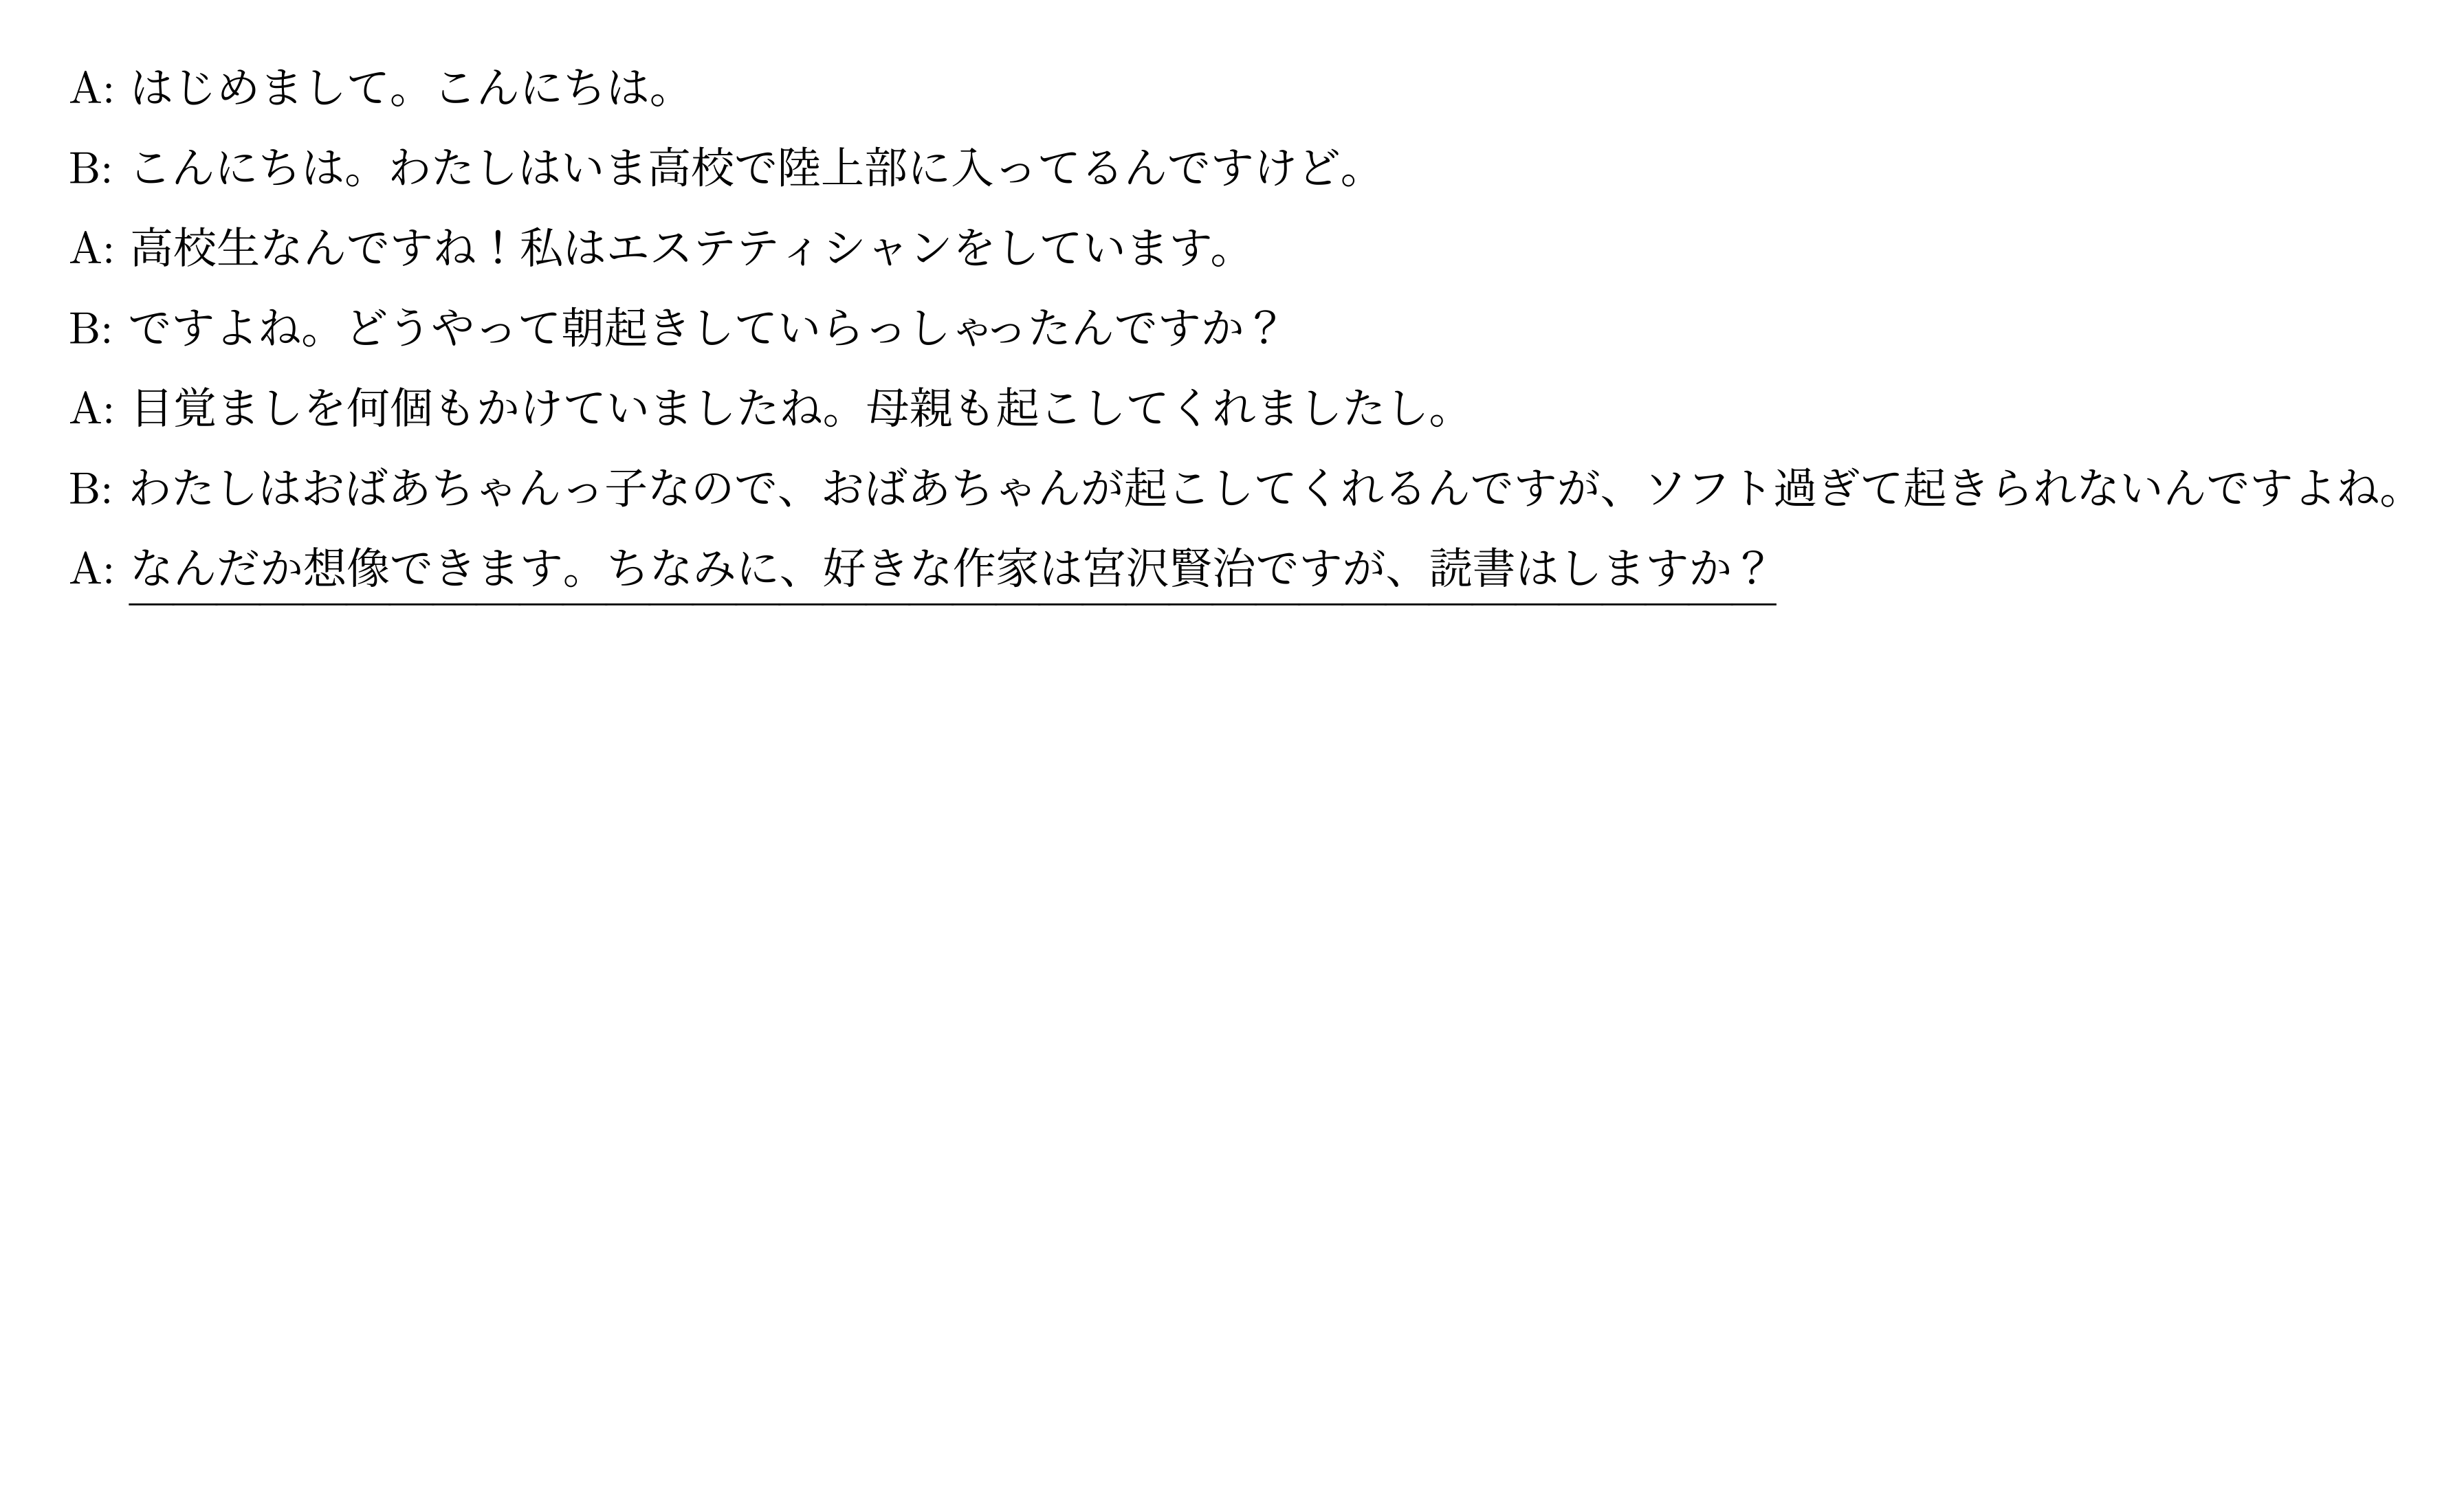 A: はじめまして。こんにちは。
B: こんにちは。わたしはいま高校で陸上部に入ってるんですけど。
A: 高校生なんですね！私はエステティシャンをしています。
B: ですよね。どうやって朝起きしていらっしゃったんですか？
A: 目覚ましを何個もかけていましたね。母親も起こしてくれましたし。
B: わたしはおばあちゃんっ子なので、おばあちゃんが起こしてくれるんですが、ソフト過ぎて起きられないんですよね。
A: なんだか想像できます。ちなみに、好きな作家は宮沢賢治ですが、読書はしますか？